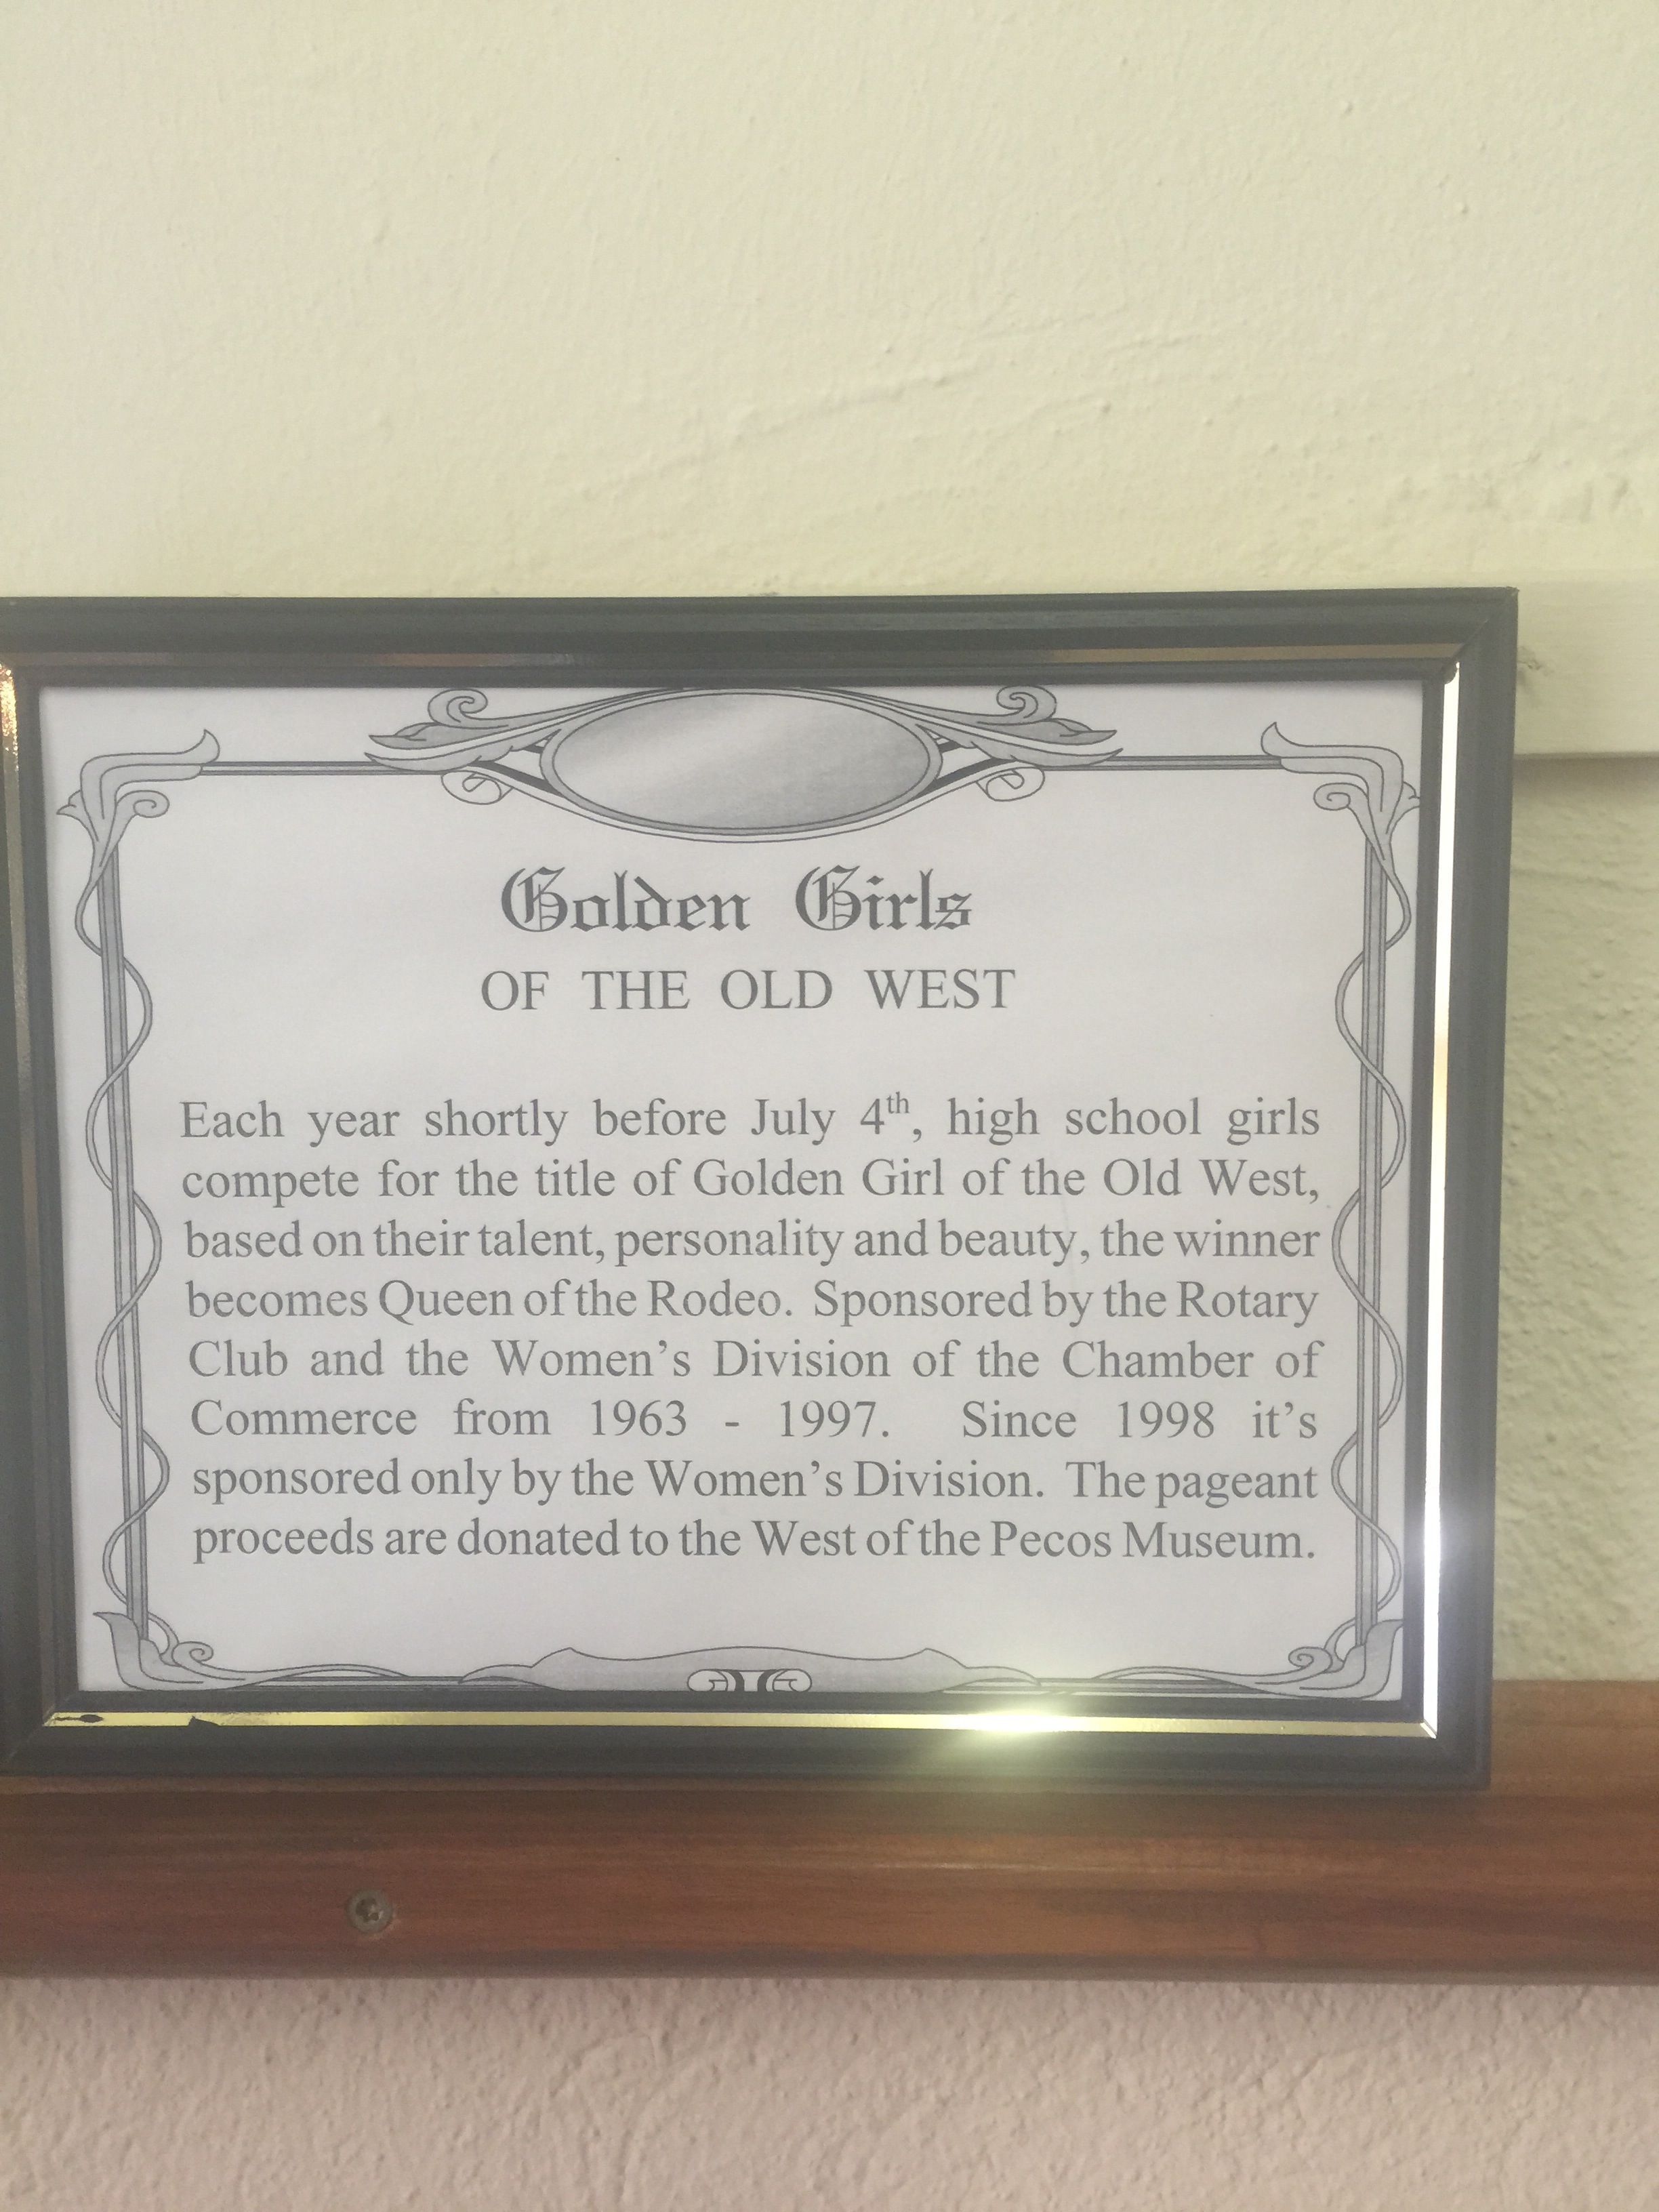 Golden Girls
OF THE OLD WEST
Each year shortly before July 4th, high school girls
compete for the title of Golden Girl of the Old West,
based on their talent, personality and beauty, the winner
becomes Queen of the Rodeo. Sponsored by the Rotary
Club and the Women's Division of the Chamber of
Commerce from 1963 - 1997. Since 1998 it's
sponsored only by the Women's Division. The pageant
proceeds are donated to the West of the Pecos Museum.